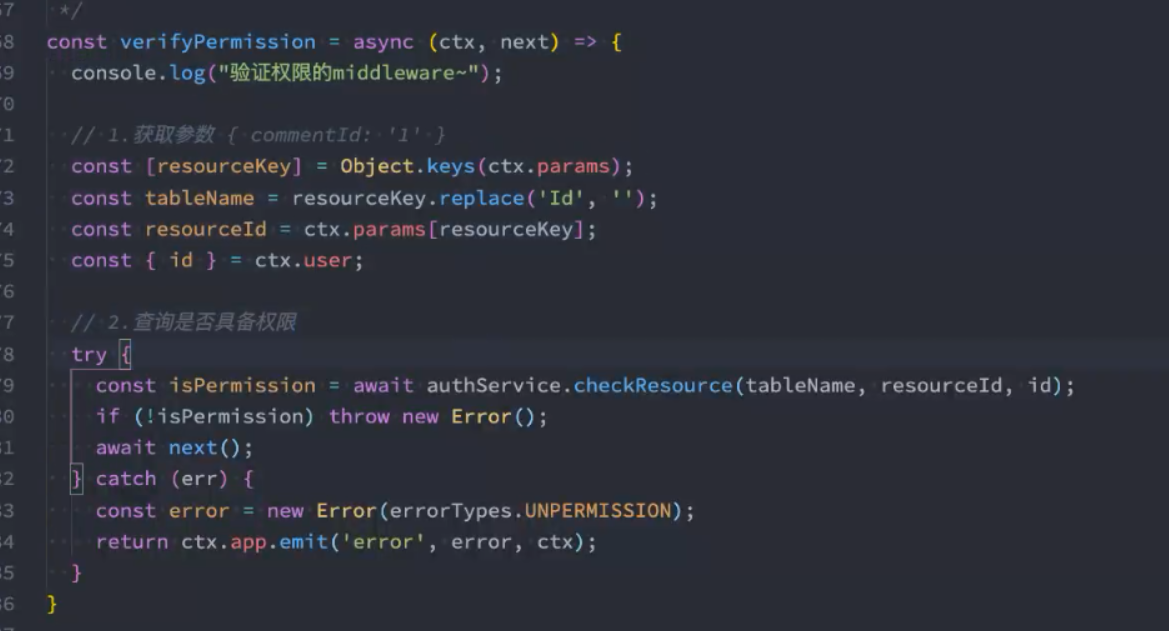 67 */
68 const verifyPermission = async (ctx, next) => {
69 console.log("验证权限的middleware~");
70
71 // 1.获取参数 { commentId: '1' }
72 const [resourceKey] = Object.keys(ctx.params);
73 const tableName = resourceKey.replace('Id', '');
74 const resourceId = ctx.params[resourceKey];
75 const { id } = ctx.user;
76
77 // 2.查询是否具备权限
78 try {
79 const isPermission = await authService.checkResource(tableName, resourceId, id);
80 if (!isPermission) throw new Error();
81 await next();
82 } catch (err) {
83 const error = new Error(errorTypes.UNPERMISSION);
84 return ctx.app.emit('error', error, ctx);
85 }
86 }